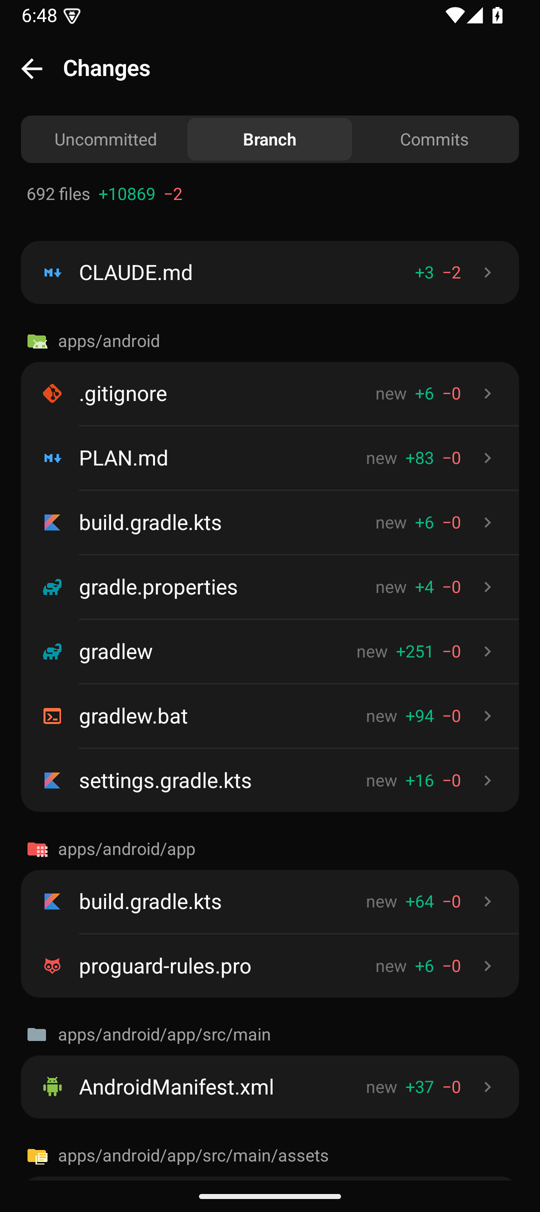 6:48
Changes
Uncommitted Branch Commits
692 files +10869 −2
CLAUDE.md +3 −2
apps/android
.gitignore new +6 −0
PLAN.md new +83 −0
build.gradle.kts new +6 −0
gradle.properties new +4 −0
gradlew new +251 −0
gradlew.bat new +94 −0
settings.gradle.kts new +16 −0
apps/android/app
build.gradle.kts new +64 −0
proguard-rules.pro new +6 −0
apps/android/app/src/main
AndroidManifest.xml new +37 −0
apps/android/app/src/main/assets